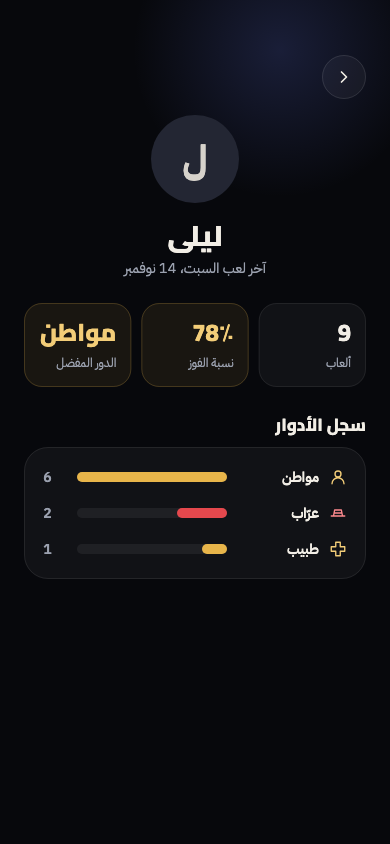 ل
ليلى
آخر لعب السبت، 14 نوفمبر
9
ألعاب
78٪
نسبة الفوز
مواطن
الدور المفضل
سجل الأدوار
مواطن 6
عرّاب 2
طبيب 1